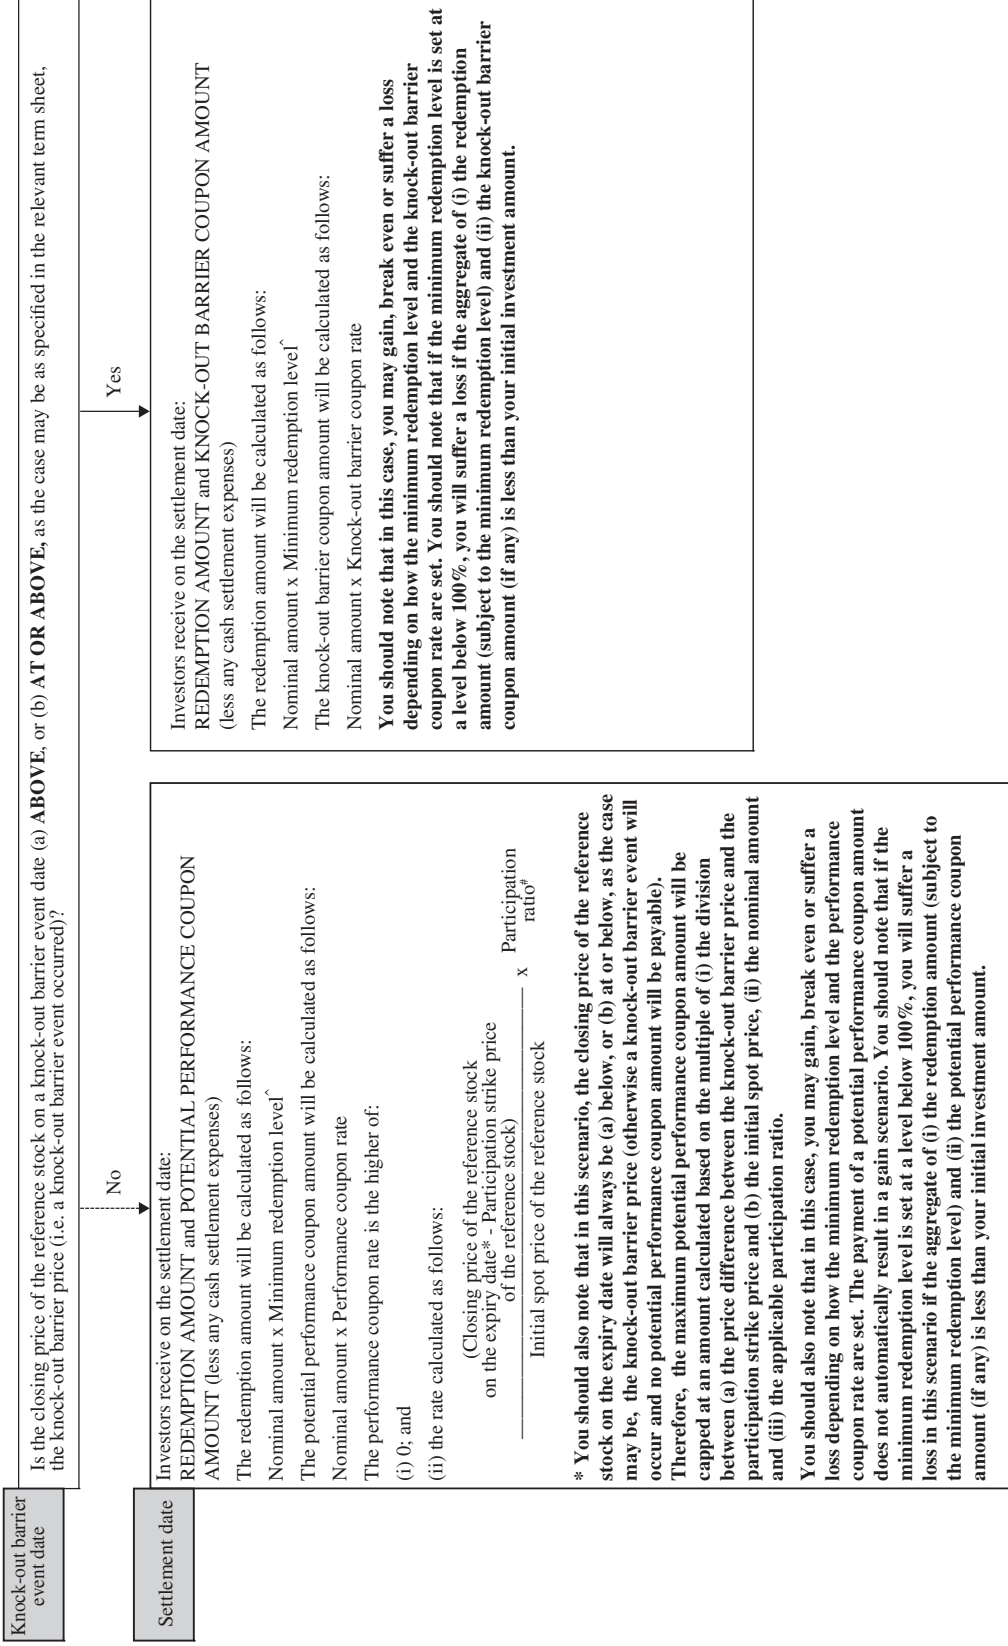 Knock-out barrier
event date
Is the closing price of the reference stock on a knock-out barrier event date (a) ABOVE, or (b) AT OR ABOVE, as the case may be as specified in the relevant term sheet,
the knock-out barrier price (i.e. a knock-out barrier event occurred)?
No
Yes
Settlement date
Investors receive on the settlement date:
REDEMPTION AMOUNT and POTENTIAL PERFORMANCE COUPON
AMOUNT (less any cash settlement expenses)
The redemption amount will be calculated as follows:
Nominal amount x Minimum redemption level^
The potential performance coupon amount will be calculated as follows:
Nominal amount x Performance coupon rate
The performance coupon rate is the higher of:
(i) 0; and
(ii) the rate calculated as follows:
(Closing price of the reference stock
on the expiry date* - Participation strike price
of the reference stock)
Initial spot price of the reference stock
x
Participation
ratio#
* You should also note that in this scenario, the closing price of the reference
stock on the expiry date will always be (a) below, or (b) at or below, as the case
may be, the knock-out barrier price (otherwise a knock-out barrier event will
occur and no potential performance coupon amount will be payable).
Therefore, the maximum potential performance coupon amount will be
capped at an amount calculated based on the multiple of (i) the division
between (a) the price difference between the knock-out barrier price and the
participation strike price and (b) the initial spot price, (ii) the nominal amount
and (iii) the applicable participation ratio.
You should also note that in this case, you may gain, break even or suffer a
loss depending on how the minimum redemption level and the performance
coupon rate are set. The payment of a potential performance coupon amount
does not automatically result in a gain scenario. You should note that if the
minimum redemption level is set at a level below 100%, you will suffer a
loss in this scenario if the aggregate of (i) the redemption amount (subject to
the minimum redemption level) and (ii) the potential performance coupon
amount (if any) is less than your initial investment amount.
Investors receive on the settlement date:
REDEMPTION AMOUNT and KNOCK-OUT BARRIER COUPON AMOUNT
(less any cash settlement expenses)
The redemption amount will be calculated as follows:
Nominal amount x Minimum redemption level^
The knock-out barrier coupon amount will be calculated as follows:
Nominal amount x Knock-out barrier coupon rate
You should note that in this case, you may gain, break even or suffer a loss
depending on how the minimum redemption level and the knock-out barrier
coupon rate are set. You should note that if the minimum redemption level is set at
a level below 100%, you will suffer a loss if the aggregate of (i) the redemption
amount (subject to the minimum redemption level) and (ii) the knock-out barrier
coupon amount (if any) is less than your initial investment amount.